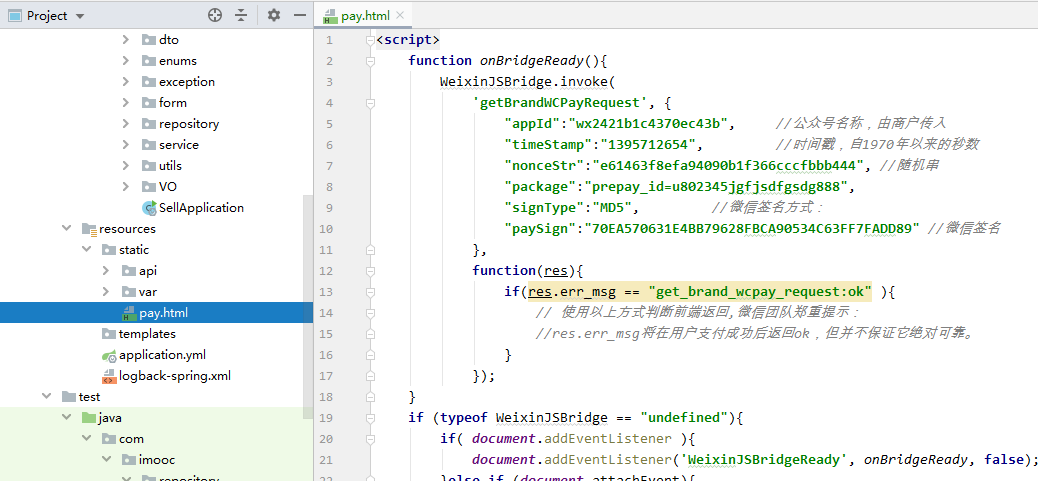 Project
pay.html
dto
enums
exception
form
repository
service
utils
VO
SellApplication
resources
static
api
var
pay.html
templates
application.yml
logback-spring.xml
test
java
com
imooc
repository
1 <script>
2 function onBridgeReady(){
3 WeixinJSBridge.invoke(
4 'getBrandWCPayRequest', {
5 "appId":"wx2421b1c4370ec43b", //公众号名称，由商户传入
6 "timeStamp":"1395712654", //时间戳，自1970年以来的秒数
7 "nonceStr":"e61463f8efa94090b1f366cccfbbb444", //随机串
8 "package":"prepay_id=u802345jgfjsdfgsdg888",
9 "signType":"MD5", //微信签名方式：
10 "paySign":"70EA570631E4BB79628FBCA90534C63FF7FADD89" //微信签名
11 },
12 function(res){
13 if(res.err_msg == "get_brand_wcpay_request:ok" ){
14 // 使用以上方式判断前端返回,微信团队郑重提示：
15 //res.err_msg将在用户支付成功后返回ok，但并不保证它绝对可靠。
16 }
17 });
18 }
19 if (typeof WeixinJSBridge == "undefined"){
20 if( document.addEventListener ){
21 document.addEventListener('WeixinJSBridgeReady', onBridgeReady, false);
22 }else if (document.attachEvent){